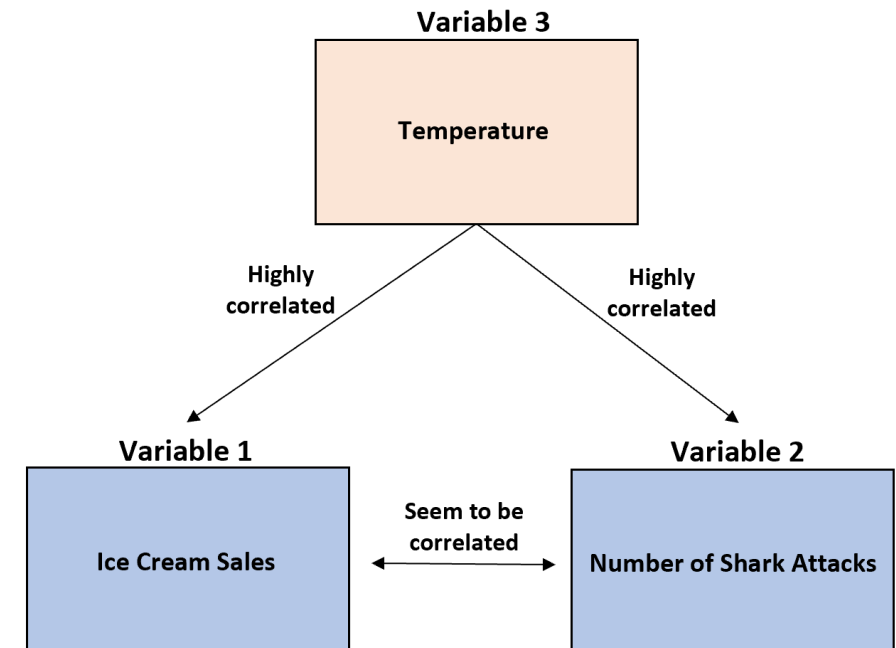 Variable 3
Temperature
Highly
correlated
Highly
correlated
Variable 1
Variable 2
Ice Cream Sales
Seem to be
correlated
Number of Shark Attacks